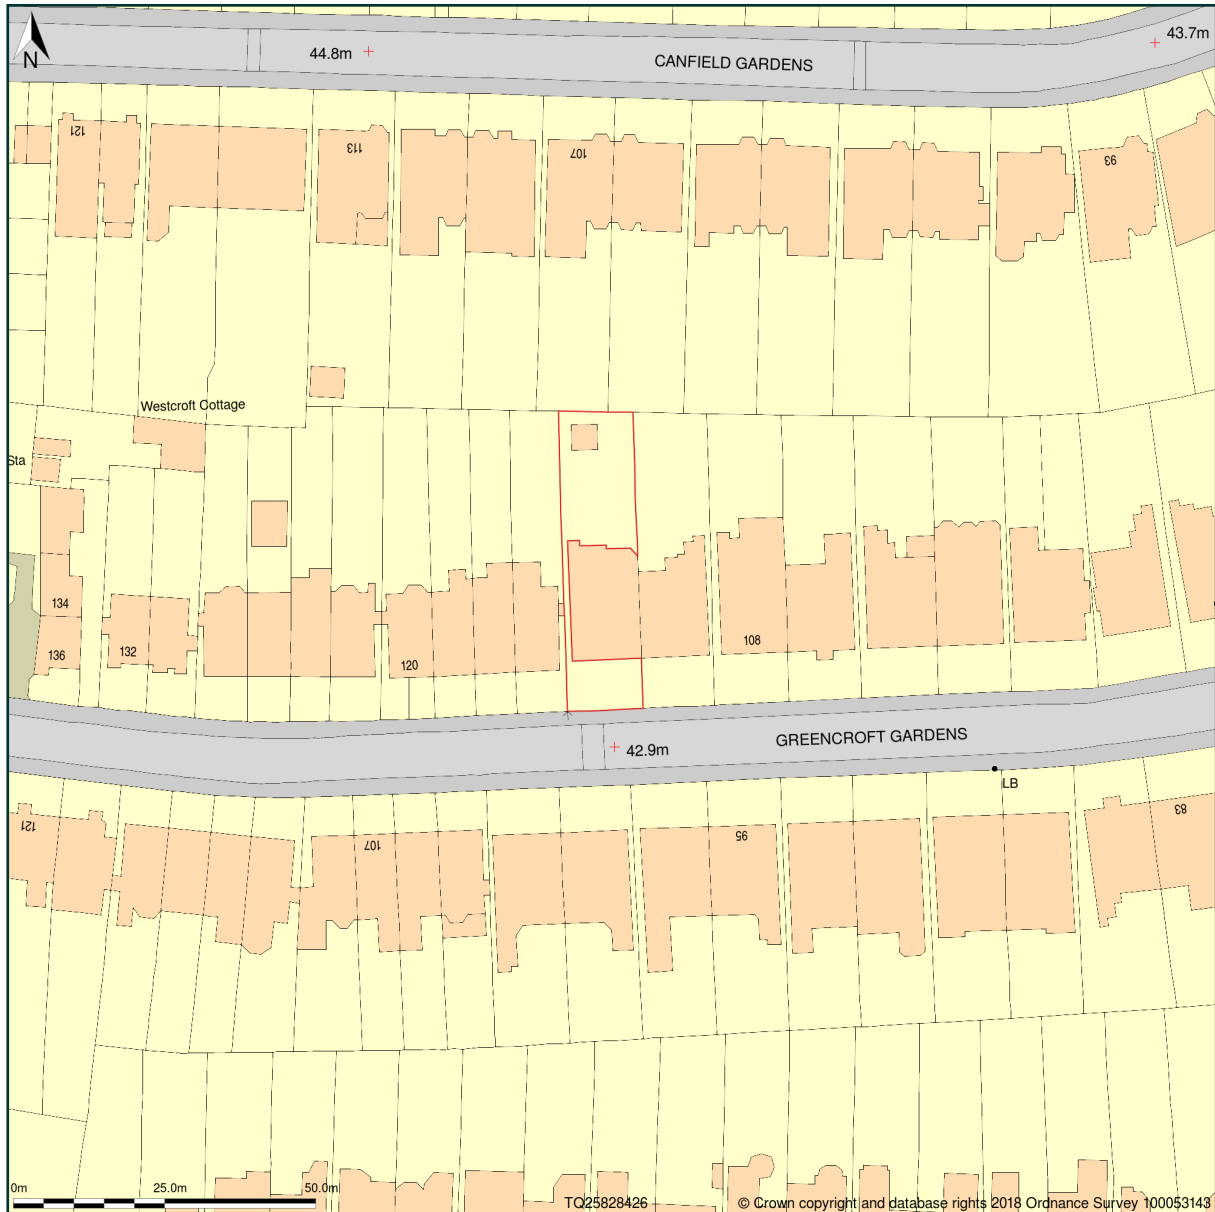 43.7m
44.8m
CANFIELD GARDENS
N
121
113
107
93
Westcroft Cottage
Sta
134
136
132
120
108
GREENCROFT GARDENS
42.9m
LB
121
107
95
83
0m
25.0m
50.0m
TQ25828426
© Crown copyright and database rights 2018 Ordnance Survey 100053143